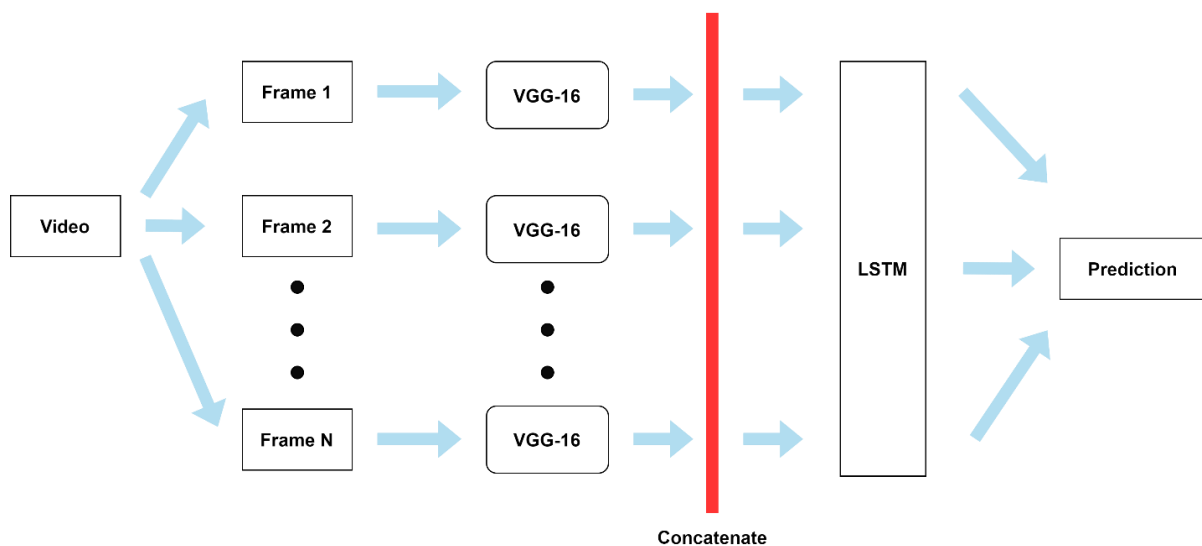 Frame 1
VGG-16
Video
Frame 2
VGG-16
LSTM
Prediction
Frame N
VGG-16
Concatenate